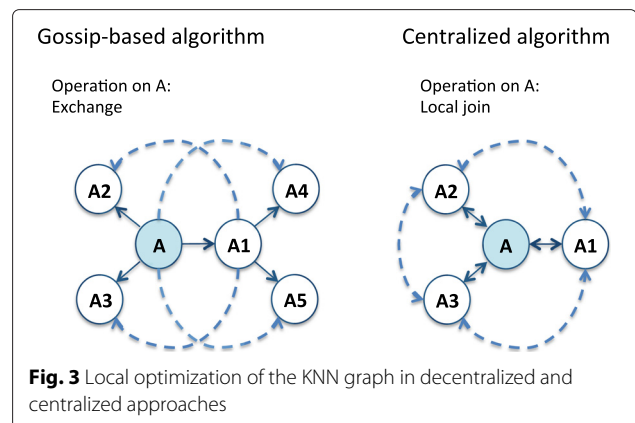 Gossip-based algorithm
Centralized algorithm
Operation on A:
Exchange
Operation on A:
Local join
A2
A4
A
A1
A3
A5
A2
A
A1
A3
Fig. 3 Local optimization of the KNN graph in decentralized and
centralized approaches